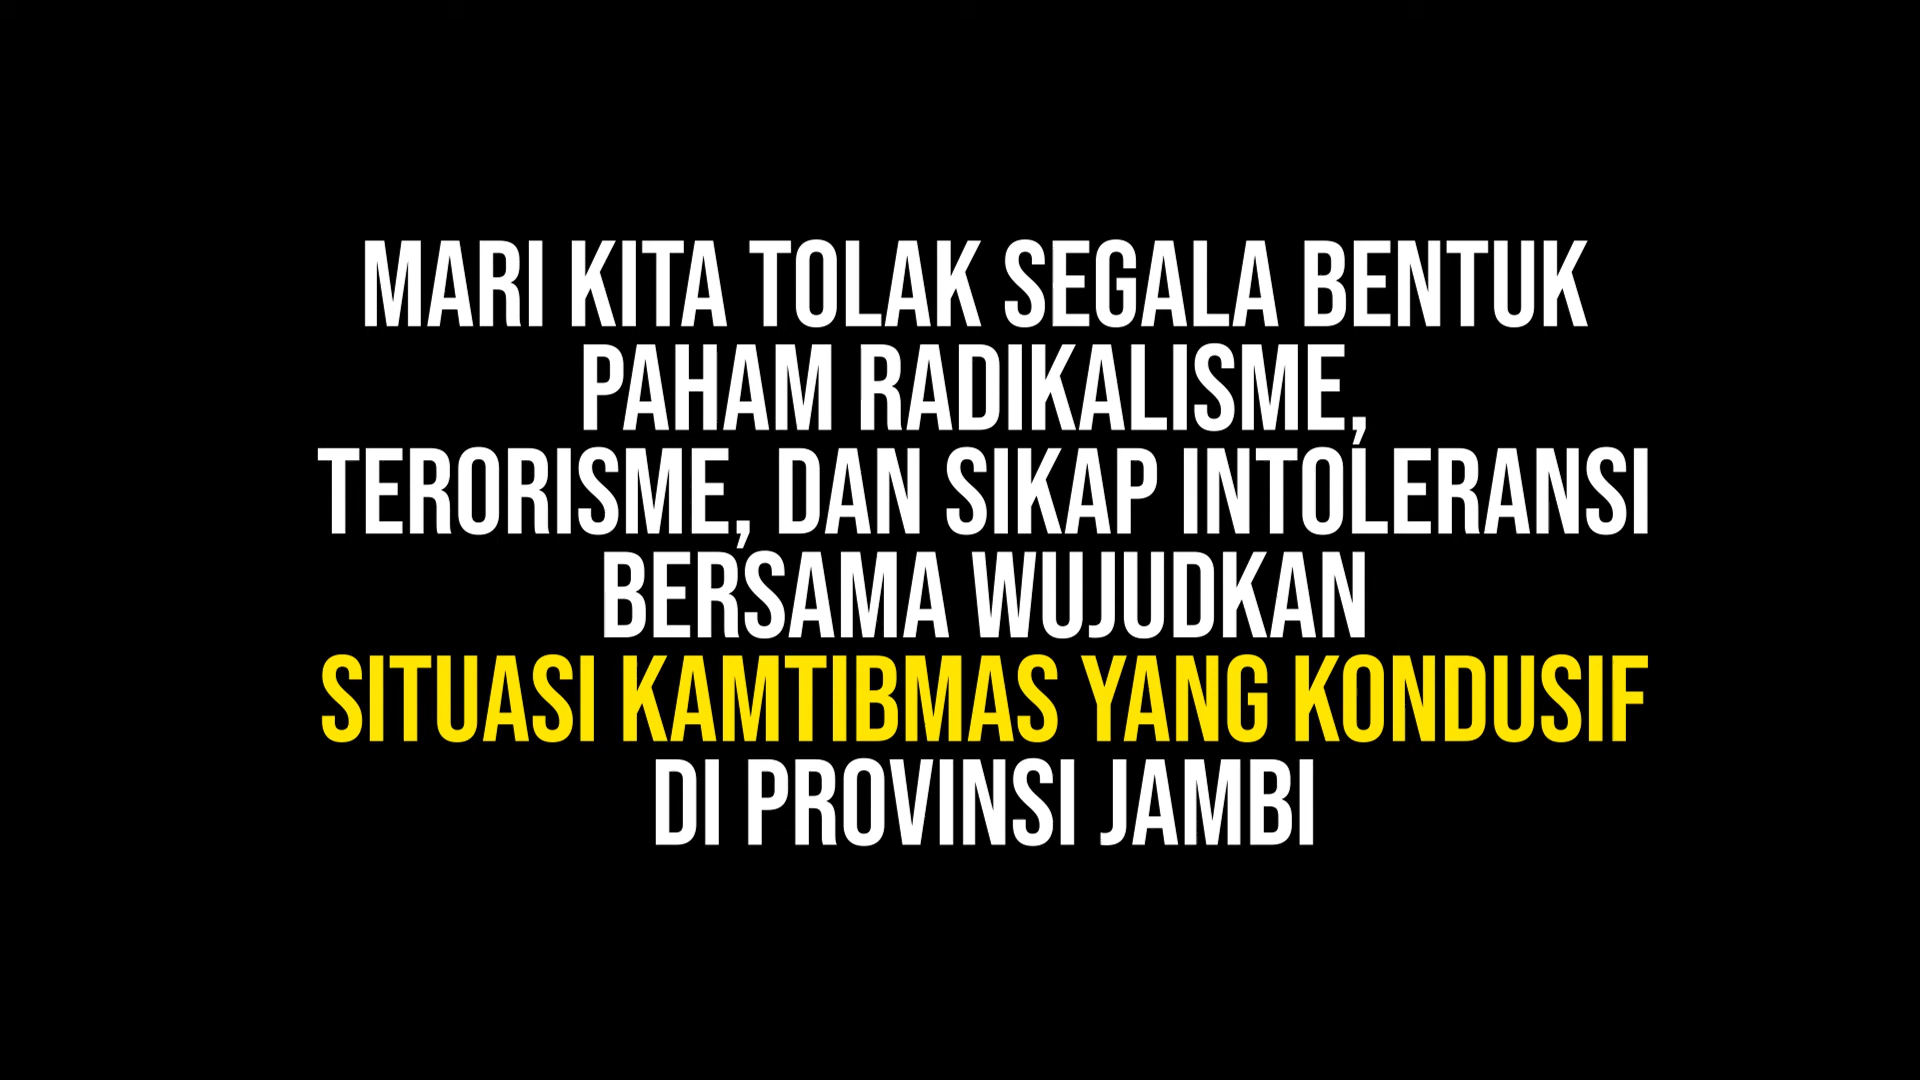 MARI KITA TOLAK SEGALA BENTUK
PAHAM RADIKALISME,
TERORISME, DAN SIKAP INTOLERANSI
BERSAMA WUJUDKAN
SITUASI KAMTIBMAS YANG KONDUSIF
DI PROVINSI JAMBI